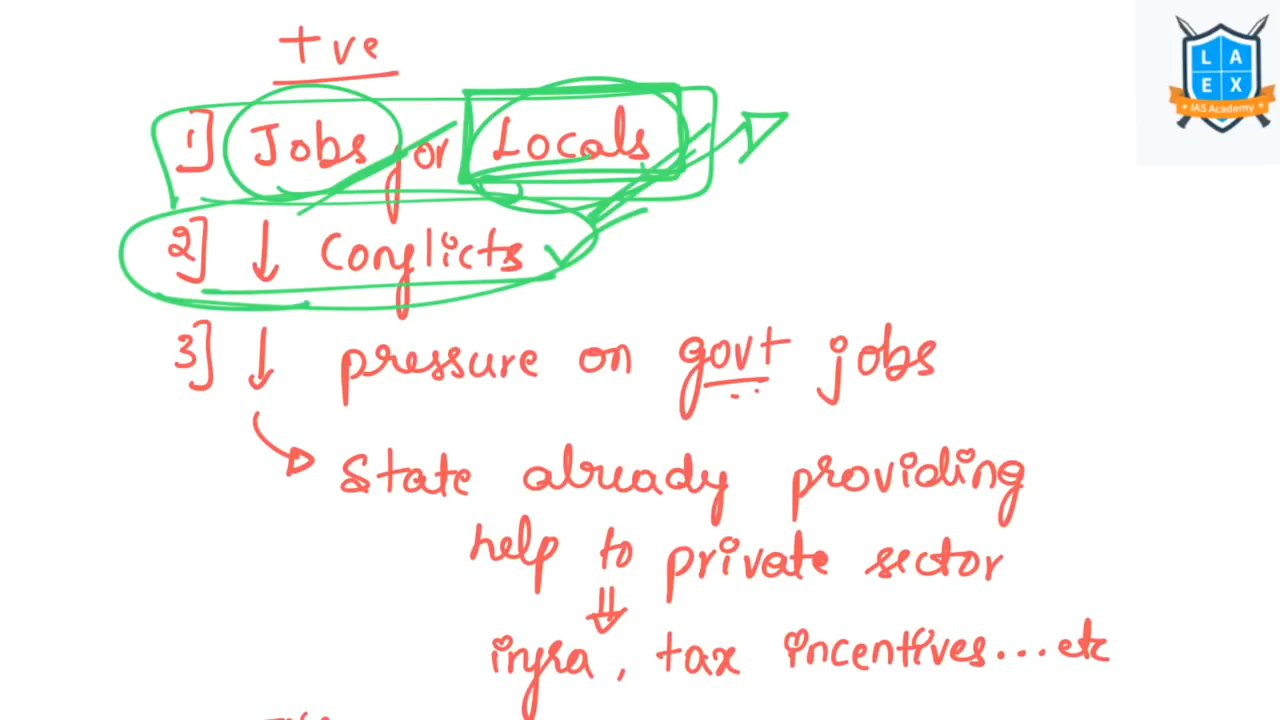 +ve
1] Jobs for Locals
2] ↓ Conflicts
3] ↓ pressure on govt jobs
→ State already providing
help to private sector
⇓
infra, tax incentives...etc
L A
E X
IAS Academy